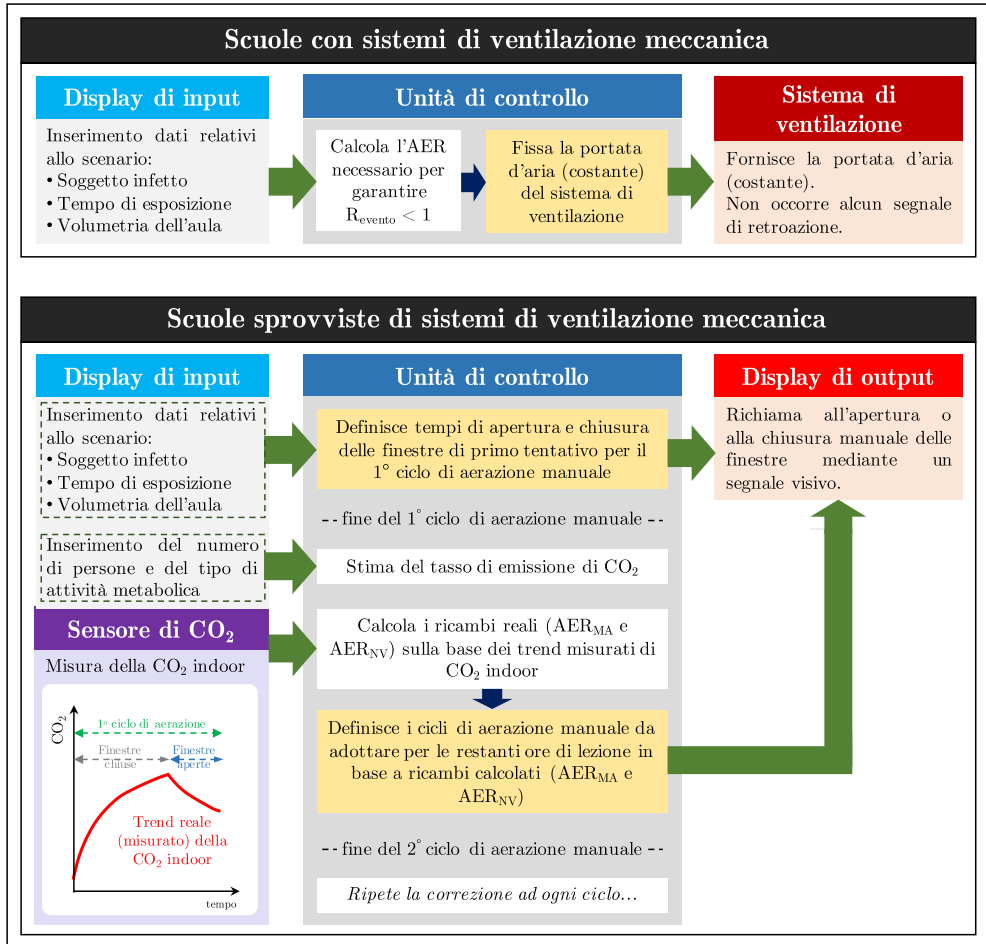 Scuole con sistemi di ventilazione meccanica
Display di input
Inserimento dati relativi
allo scenario:
• Soggetto infetto
• Tempo di esposizione
• Volumetria dell'aula
Unità di controllo
Calcola l'AER
necessario per
garantire
R_evento < 1
Fissa la portata
d'aria (costante)
del sistema di
ventilazione
Sistema di
ventilazione
Fornisce la portata d'aria
(costante).
Non occorre alcun segnale
di retroazione.
Scuole sprovviste di sistemi di ventilazione meccanica
Display di input
Inserimento dati relativi
allo scenario:
• Soggetto infetto
• Tempo di esposizione
• Volumetria dell'aula
Inserimento del numero
di persone e del tipo di
attività metabolica
Sensore di CO₂
Misura della CO₂ indoor
CO₂
1º ciclo di aerazione
Finestre
chiuse
Finestre
aperte
Trend reale
(misurato) della
CO₂ indoor
tempo
Unità di controllo
Definisce tempi di apertura e chiusura
delle finestre di primo tentativo per il
1° ciclo di aerazione manuale
-- fine del 1° ciclo di aerazione manuale --
Stima del tasso di emissione di CO₂
Calcola i ricambi reali (AER_MA e
AER_NV) sulla base dei trend misurati di
CO₂ indoor
Definisce i cicli di aerazione manuale da
adottare per le restanti ore di lezione in
base a ricambi calcolati (AER_MA e
AER_NV)
-- fine del 2° ciclo di aerazione manuale --
Ripete la correzione ad ogni ciclo...
Display di output
Richiama all'apertura o
alla chiusura manuale delle
finestre mediante un
segnale visivo.